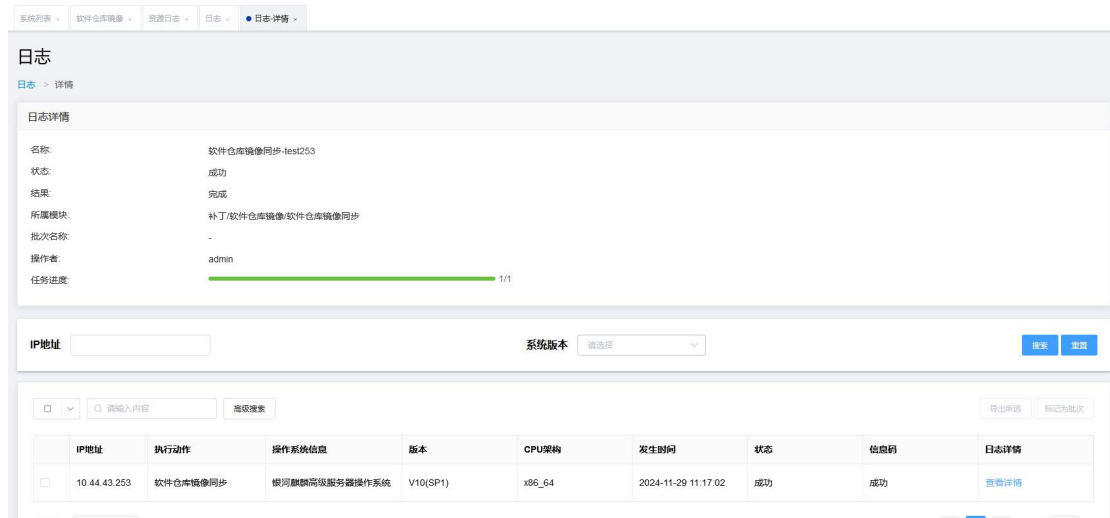 系统列表 × 软件仓库镜像 × 资源日志 × 日志 × 日志-详情 ×
日志
日志 > 详情
日志详情
名称: 软件仓库镜像同步-test253
状态: 成功
结果: 完成
所属模块: 补丁/软件仓库镜像/软件仓库镜像同步
批次名称: -
操作者: admin
任务进度: 1/1
IP地址 系统版本 请选择 搜索 重置
请输入内容 高级搜索 导出所选 标记为批次
IP地址 执行动作 操作系统信息 版本 CPU架构 发生时间 状态 信息码 日志详情
10.44.43.253 软件仓库镜像同步 银河麒麟高级服务器操作系统 V10(SP1) x86_64 2024-11-29 11:17:02 成功 成功 查看详情